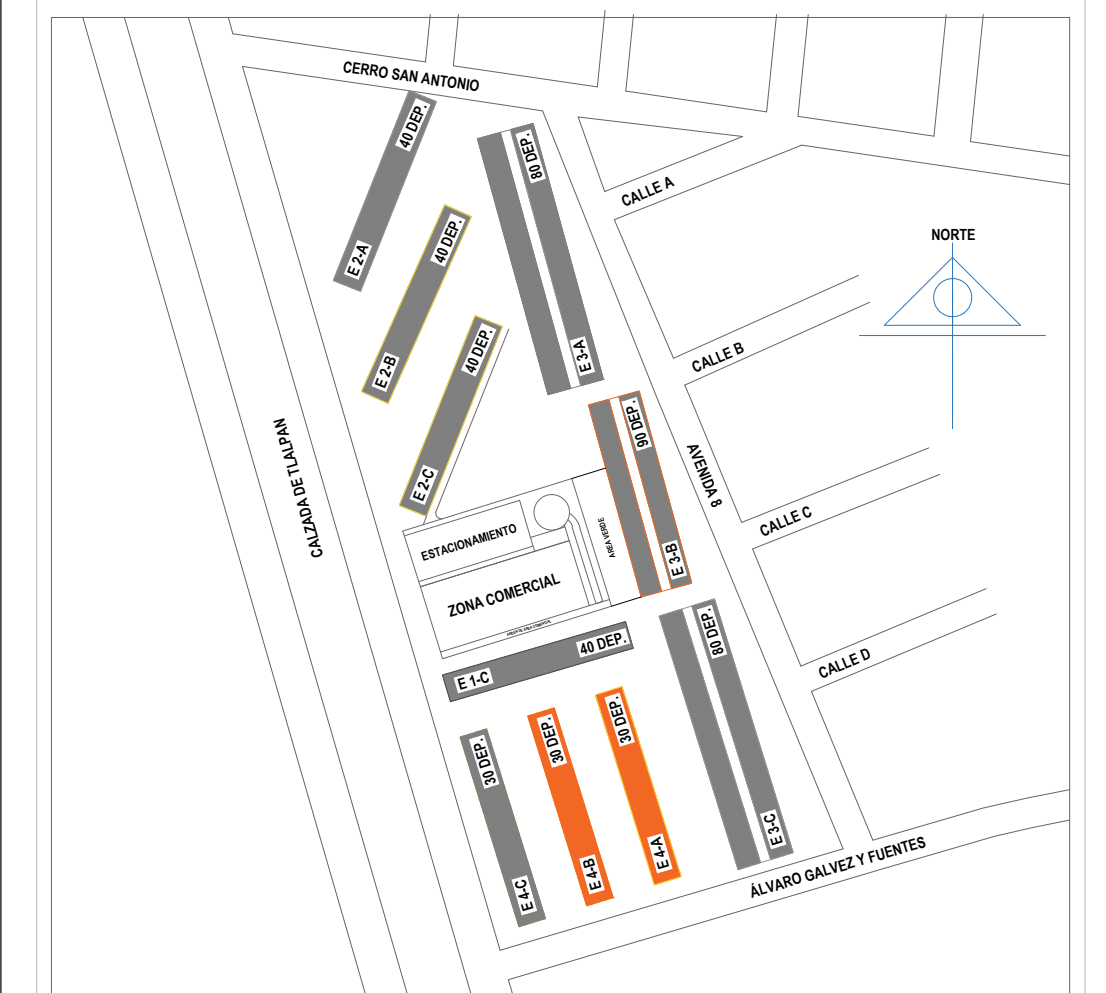 CERRO SAN ANTONIO
40 DEP.
E 2-A
80 DEP.
E 3-A
CALLE A
NORTE
40 DEP.
E 2-B
40 DEP.
E 2-C
CALLE B
90 DEP.
E 3-B
AVENIDA 8
CALZADA DE TLALPAN
CALLE C
ESTACIONAMIENTO
AREA VERDE
ZONA COMERCIAL
40 DEP.
E 1-C
80 DEP.
E 3-C
CALLE D
30 DEP.
E 4-C
30 DEP.
E 4-B
30 DEP.
E 4-A
ÁLVARO GALVEZ Y FUENTES